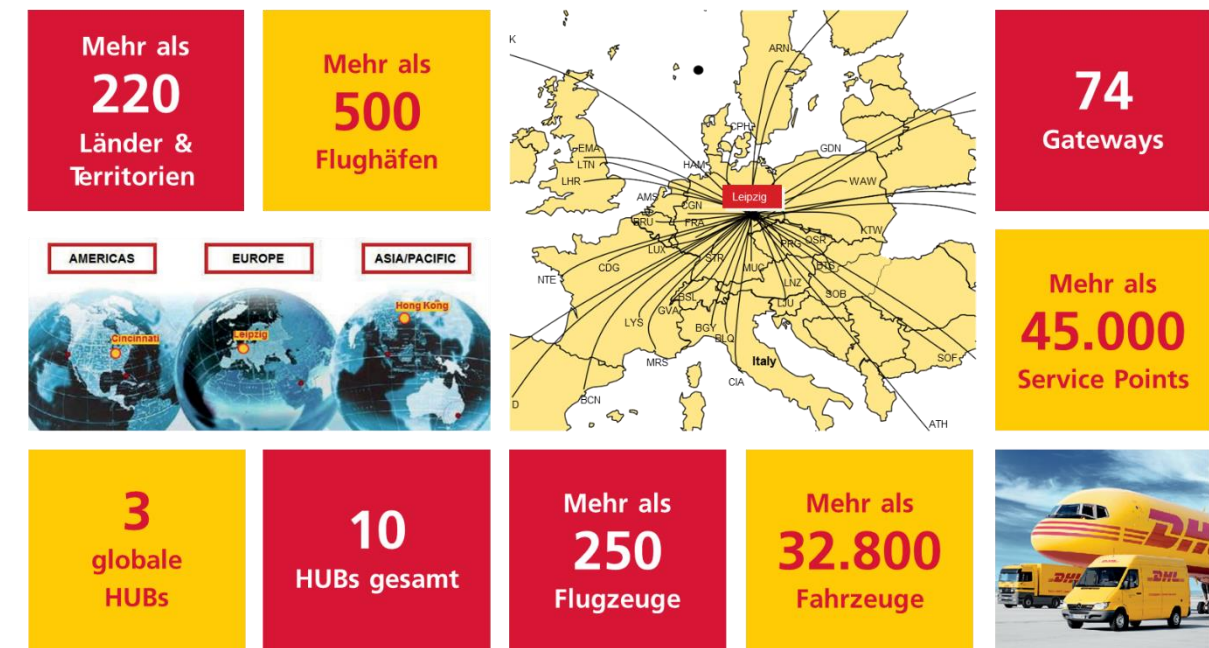 Mehr als
220
Länder &
Territorien
Mehr als
500
Flughäfen
K
ARN
CPH
GDN
EMA
LTN
HAM
LHR
WAW
AMS
Leipzig
CGN
BRU
FRA
KTW
LUX
PRG
OSR
STR
CDG
MUC
BTS
NTE
LNZ
SOB
BSL
LJU
GVA
LYS
BGY
BLQ
MRS
Italy
SOF
CIA
D
BCN
ATH
74
Gateways
AMERICAS
EUROPE
ASIA/PACIFIC
Cincinnati
Leipzig
Hong Kong
Mehr als
45.000
Service Points
3
globale
HUBs
10
HUBs gesamt
Mehr als
250
Flugzeuge
Mehr als
32.800
Fahrzeuge
DHL
DHL